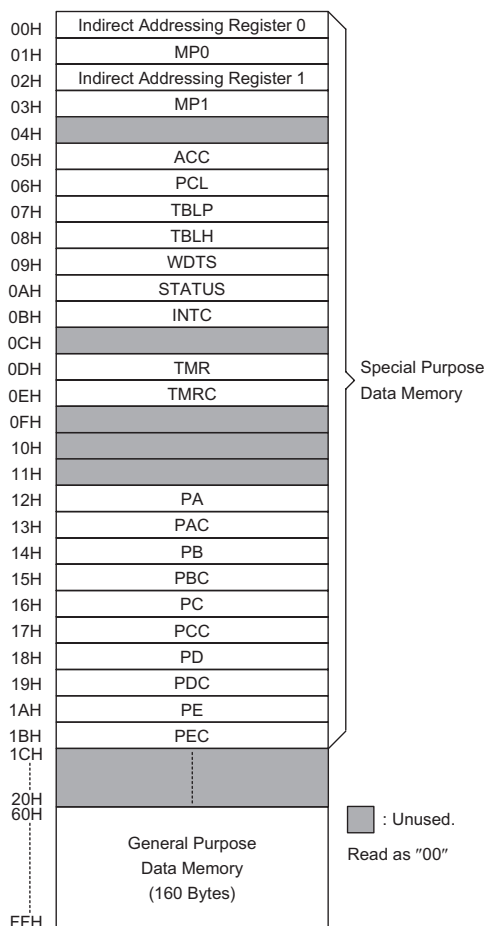 00H Indirect Addressing Register 0
01H MP0
02H Indirect Addressing Register 1
03H MP1
04H
05H ACC
06H PCL
07H TBLP
08H TBLH
09H WDTS
0AH STATUS
0BH INTC
0CH
0DH TMR
0EH TMRC
0FH
10H
11H
12H PA
13H PAC
14H PB
15H PBC
16H PC
17H PCC
18H PD
19H PDC
1AH PE
1BH PEC
1CH
20H
60H
General Purpose
Data Memory
(160 Bytes)
FFH
Special Purpose
Data Memory
: Unused.
Read as "00"